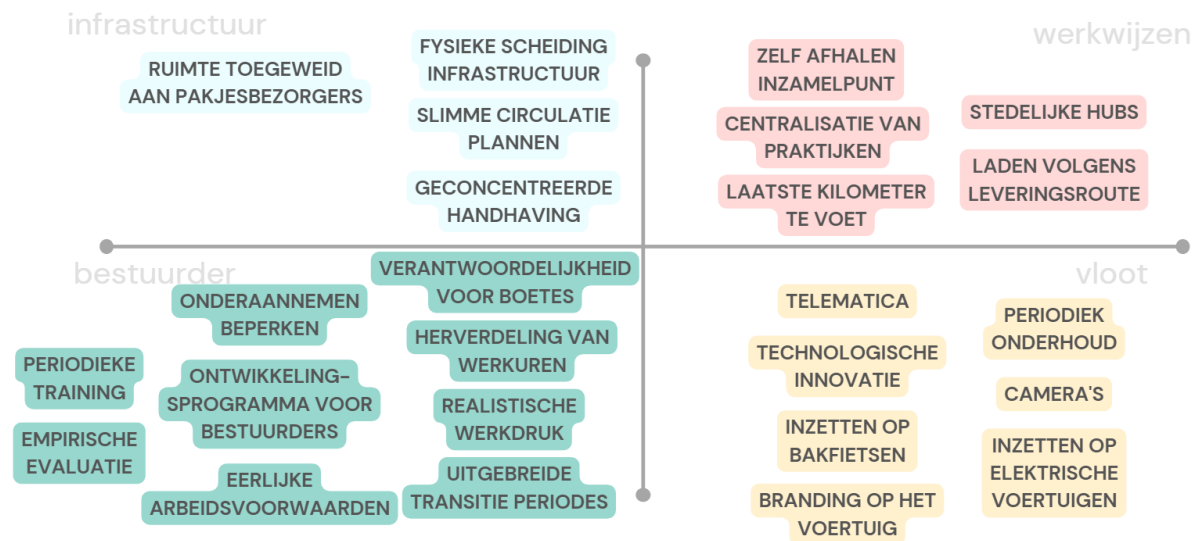 infrastructuur
RUIMTE TOEGEWEID
AAN PAKJESBEZORGERS
FYSIEKE SCHEIDING
INFRASTRUCTUUR
SLIMME CIRCULATIE
PLANNEN
GECONCENTREERDE
HANDHAVING
werkwijzen
ZELF AFHALEN
INZAMELPUNT
CENTRALISATIE VAN
PRAKTIJKEN
LAATSTE KILOMETER
TE VOET
STEDELIJKE HUBS
LADEN VOLGENS
LEVERINGSROUTE
bestuurder
PERIODIEKE
TRAINING
EMPIRISCHE
EVALUATIE
ONDERAANNEMEN
BEPERKEN
ONTWIKKELING-
SPROGRAMMA VOOR
BESTUURDERS
EERLIJKE
ARBEIDSVOORWAARDEN
VERANTWOORDELIJKHEID
VOOR BOETES
HERVERDELING VAN
WERKUREN
REALISTISCHE
WERKDRUK
UITGEBREIDE
TRANSITIE PERIODES
vloot
TELEMATICA
TECHNOLOGISCHE
INNOVATIE
INZETTEN OP
BAKFIETSEN
BRANDING OP HET
VOERTUIG
PERIODIEK
ONDERHOUD
CAMERA'S
INZETTEN OP
ELEKTRISCHE
VOERTUIGEN